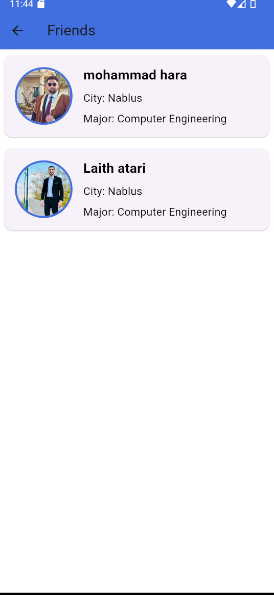 11:44
Friends
mohammad hara
City: Nablus
Major: Computer Engineering
Laith atari
City: Nablus
Major: Computer Engineering